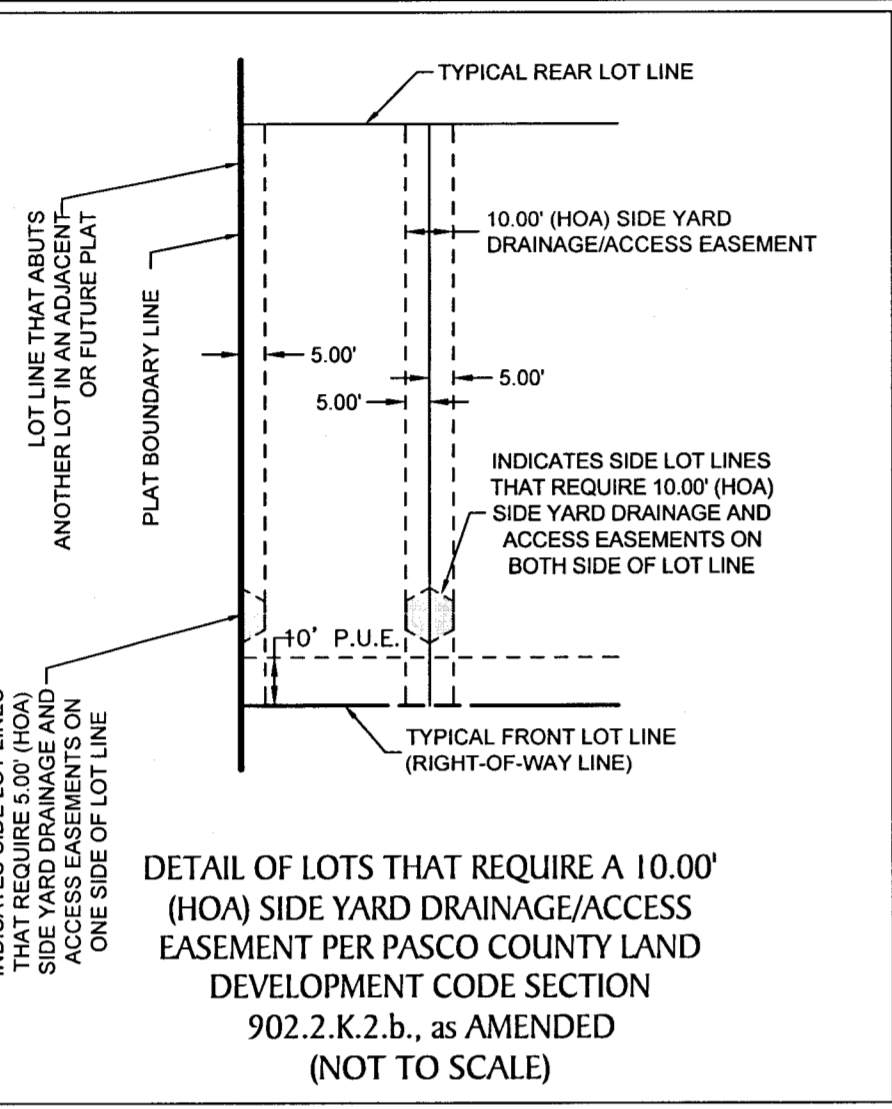 TYPICAL REAR LOT LINE
LOT LINE THAT ABUTS
ANOTHER LOT IN AN ADJACENT
OR FUTURE PLAT
PLAT BOUNDARY LINE
10.00' (HOA) SIDE YARD
DRAINAGE/ACCESS EASEMENT
5.00'
5.00'
5.00'
INDICATES SIDE LOT LINES
THAT REQUIRE 10.00' (HOA)
SIDE YARD DRAINAGE AND
ACCESS EASEMENTS ON
BOTH SIDE OF LOT LINE
10' P.U.E.
INDICATES SIDE LOT LINES
THAT REQUIRE 5.00' (HOA)
SIDE YARD DRAINAGE AND
ACCESS EASEMENTS ON
ONE SIDE OF LOT LINE
TYPICAL FRONT LOT LINE
(RIGHT-OF-WAY LINE)
DETAIL OF LOTS THAT REQUIRE A 10.00'
(HOA) SIDE YARD DRAINAGE/ACCESS
EASEMENT PER PASCO COUNTY LAND
DEVELOPMENT CODE SECTION
902.2.K.2.b., as AMENDED
(NOT TO SCALE)